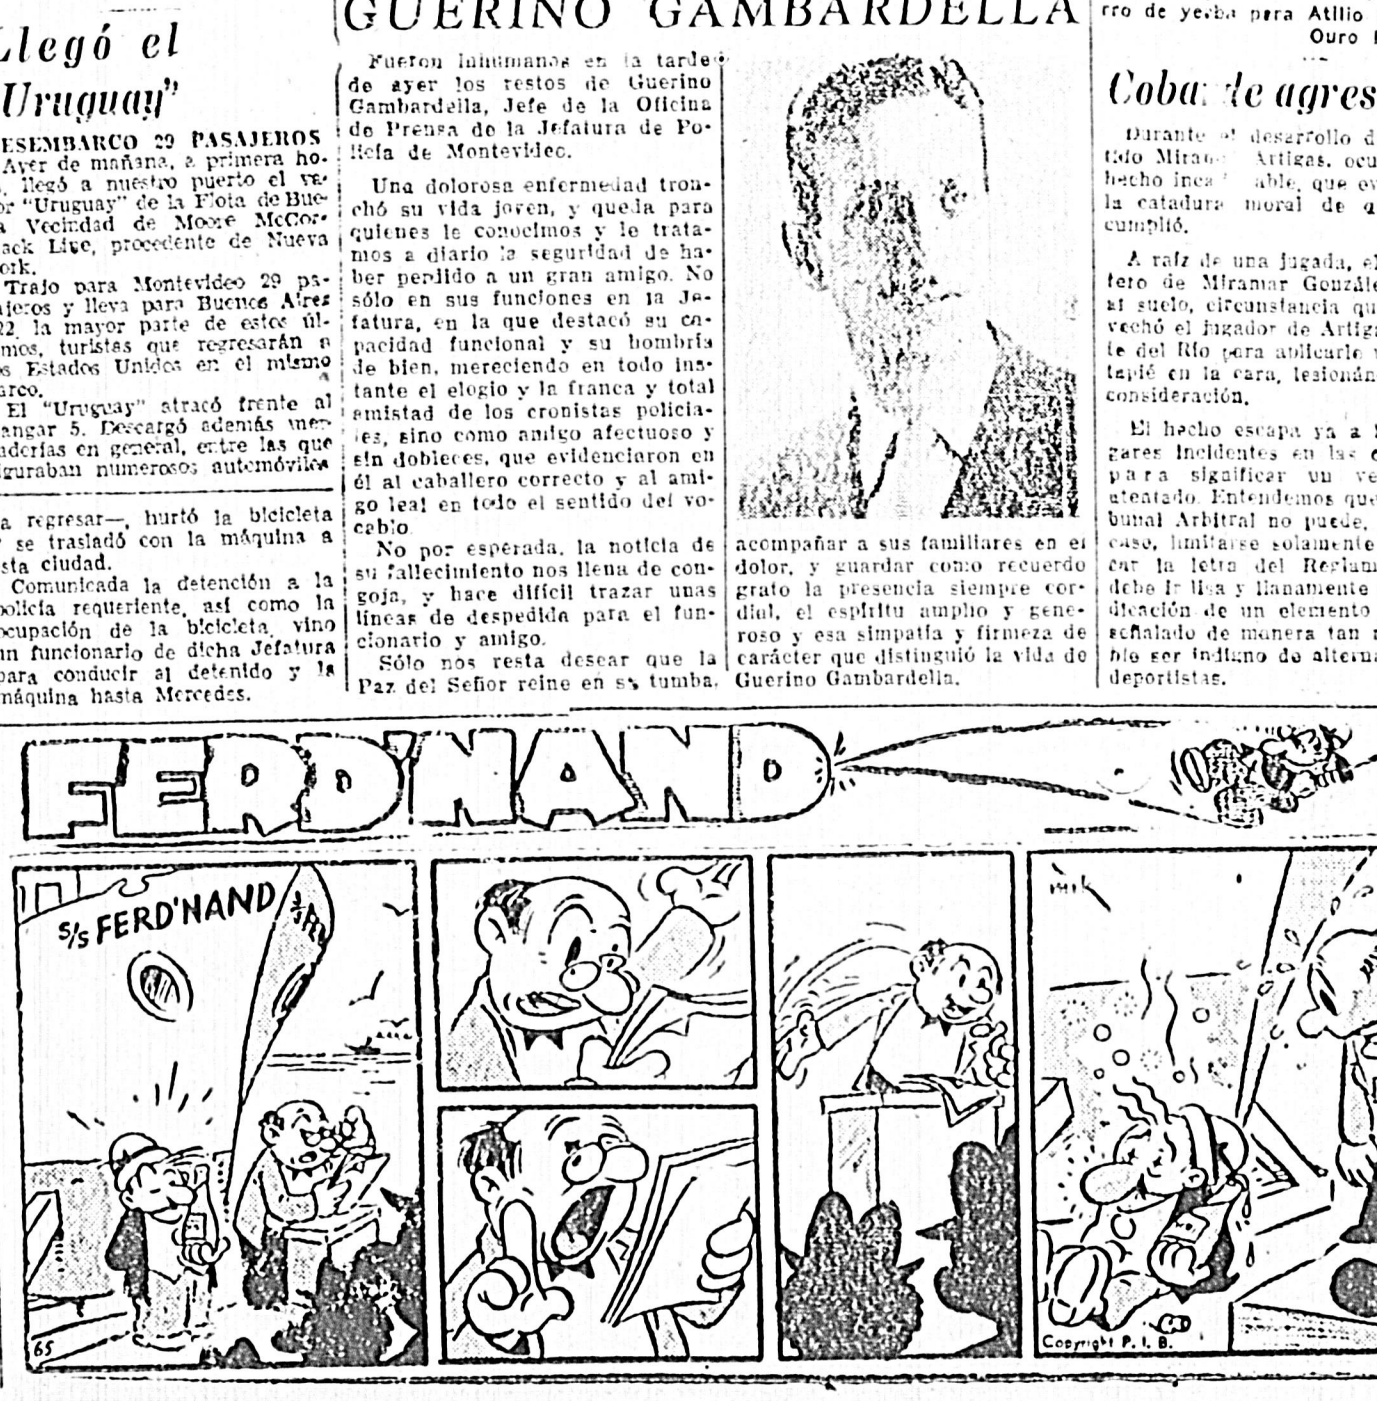 Llegó el
Uruguay"
ESEMBARCO 29 PASAJEROS
Ayer de mañana, a primera ho-
llegó a nuestro puerto el va-
or "Uruguay" de la Flota de Bue-
a Vecindad de Moore McCor-
ack Line, procedente de Nueva
ork.
Trajo para Montevideo 29 pa-
ajeros y lleva para Buenos Aires
22, la mayor parte de estos úl-
mos, turistas que regresarán a
os Estados Unidos en el mismo
arco.
El "Uruguay" atracó frente al
angar 5. Descargó además mer-
aderías en general, entre las que
iguraban numerosos automóviles
a regresar—, hurtó la bicicleta
y se trasladó con la máquina a
sta ciudad.
Comunicada la detención a la
policía requeriente, así como la
ocupación de la bicicleta, vino
un funcionario de dicha Jefatura
para conducir al detenido y la
máquina hasta Mercedes.
GUERINO GAMBARDELLA
Fueron inhumanos en la tarde
de ayer los restos de Guerino
Gambardella, Jefe de la Oficina
de Prensa de la Jefatura de Po-
licía de Montevideo.
Una dolorosa enfermedad tron-
chó su vida joven, y queda para
quienes le conocimos y le trata-
mos a diario la seguridad de ha-
ber perdido a un gran amigo. No
sólo en sus funciones en la Je-
fatura, en la que destacó su ca-
pacidad funcional y su hombría
de bien, mereciendo en todo ins-
tante el elogio y la franca y total
amistad de los cronistas policia-
les, sino como amigo afectuoso y
sin dobleces, que evidenciaron en
él al caballero correcto y al ami-
go leal en todo el sentido del vo-
cablo.
No por esperada, la noticia de
su fallecimiento nos llena de con-
goja, y hace difícil trazar unas
líneas de despedida para el fun-
cionario y amigo.
Sólo nos resta desear que la
Paz del Señor reine en su tumba,
acompañar a sus familiares en el
dolor, y guardar como recuerdo
grato la presencia siempre cor-
dial, el espíritu amplio y gene-
roso y esa simpatía y firmeza de
carácter que distinguió la vida de
Guerino Gambardella.
rro de yerba para Atilio
Ouro
Cobarde agres
Durante el desarrollo d
tido Miramar Artigas, ocu
hecho incalificable, que ev
la catadura moral de q
cumplió.
A raíz de una jugada, el
tero de Miramar Gonzále
al suelo, circunstancia qu
vechó el jugador de Artiga
te del Río para aplicarle
tapié en la cara, lesionán
consideración.
El hecho escapa ya a
gares incidentes en las c
para significar un ve
atentado. Entendemos que
bunal Arbitral no puede,
caso, limitarse solamente
car la letra del Reglam
debe ir lisa y llanamente
dicación de un elemento
señalado de manera tan
ble ser indigno de alterna
deportistas.
FERD'NAND
S/S FERD'NAND
mik
65
Copyright P. I. B.